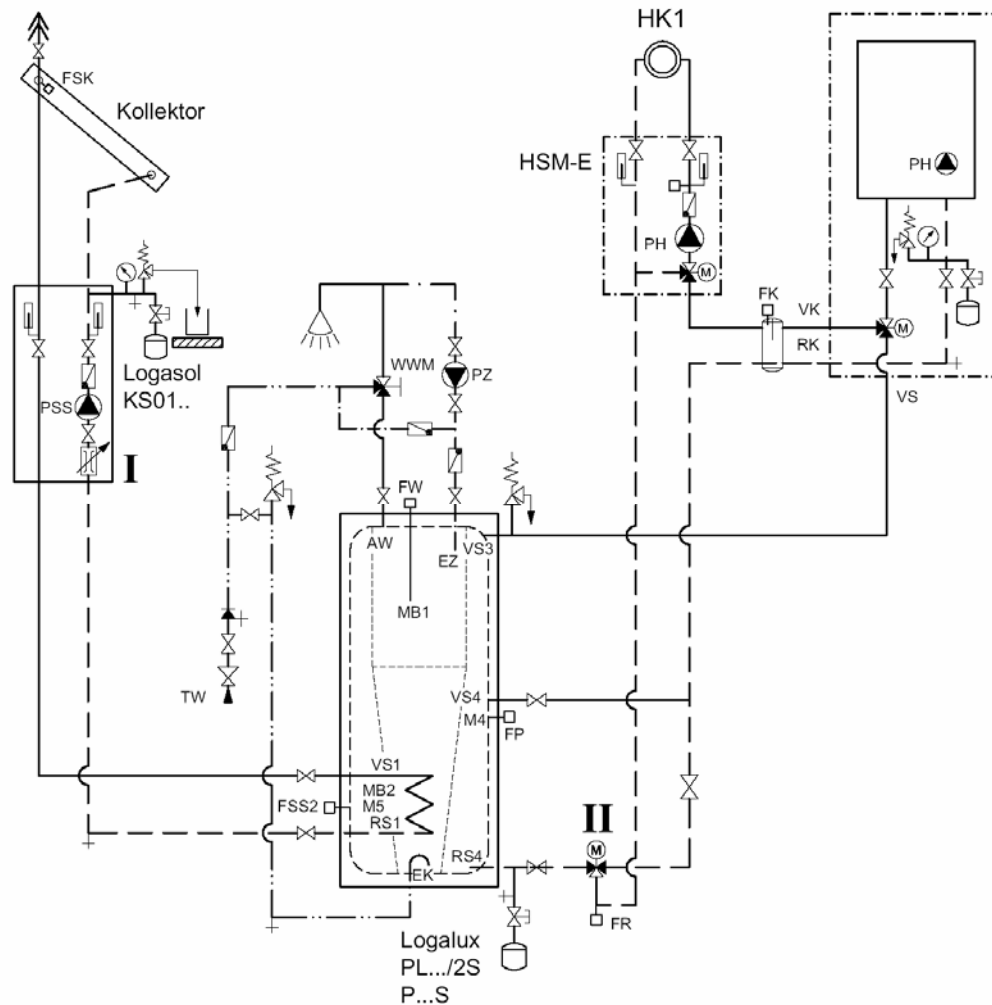 HK1
FSK
Kollektor
HSM-E
PH
PH
M
FK
VK
RK
M
VS
WWM
PZ
Logasol
KS01..
PSS
I
FW
AW
EZ
VS3
MB1
TW
VS4
M4
FP
VS1
MB2
FSS2
M5
RS1
II
M
RS4
EK
FR
Logalux
PL.../2S
P...S